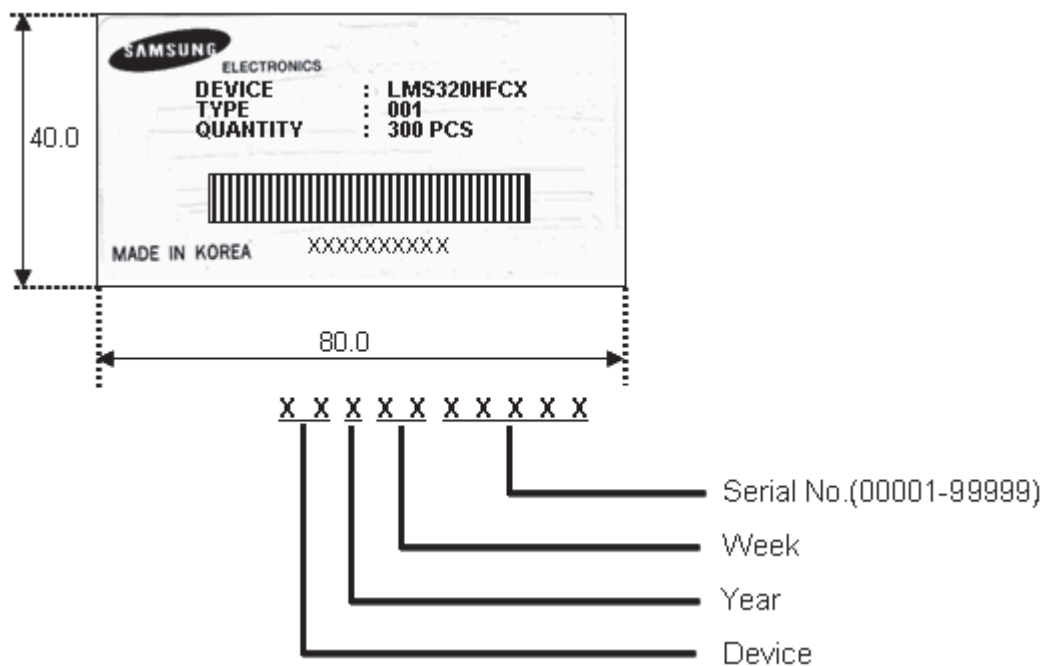 SAMSUNG
ELECTRONICS
DEVICE : LMS320HFCX
TYPE : 001
QUANTITY : 300 PCS
40.0
XXXXXXXXXX
MADE IN KOREA
80.0
X X X X X X X X X X
Serial No.(00001-99999)
Week
Year
Device